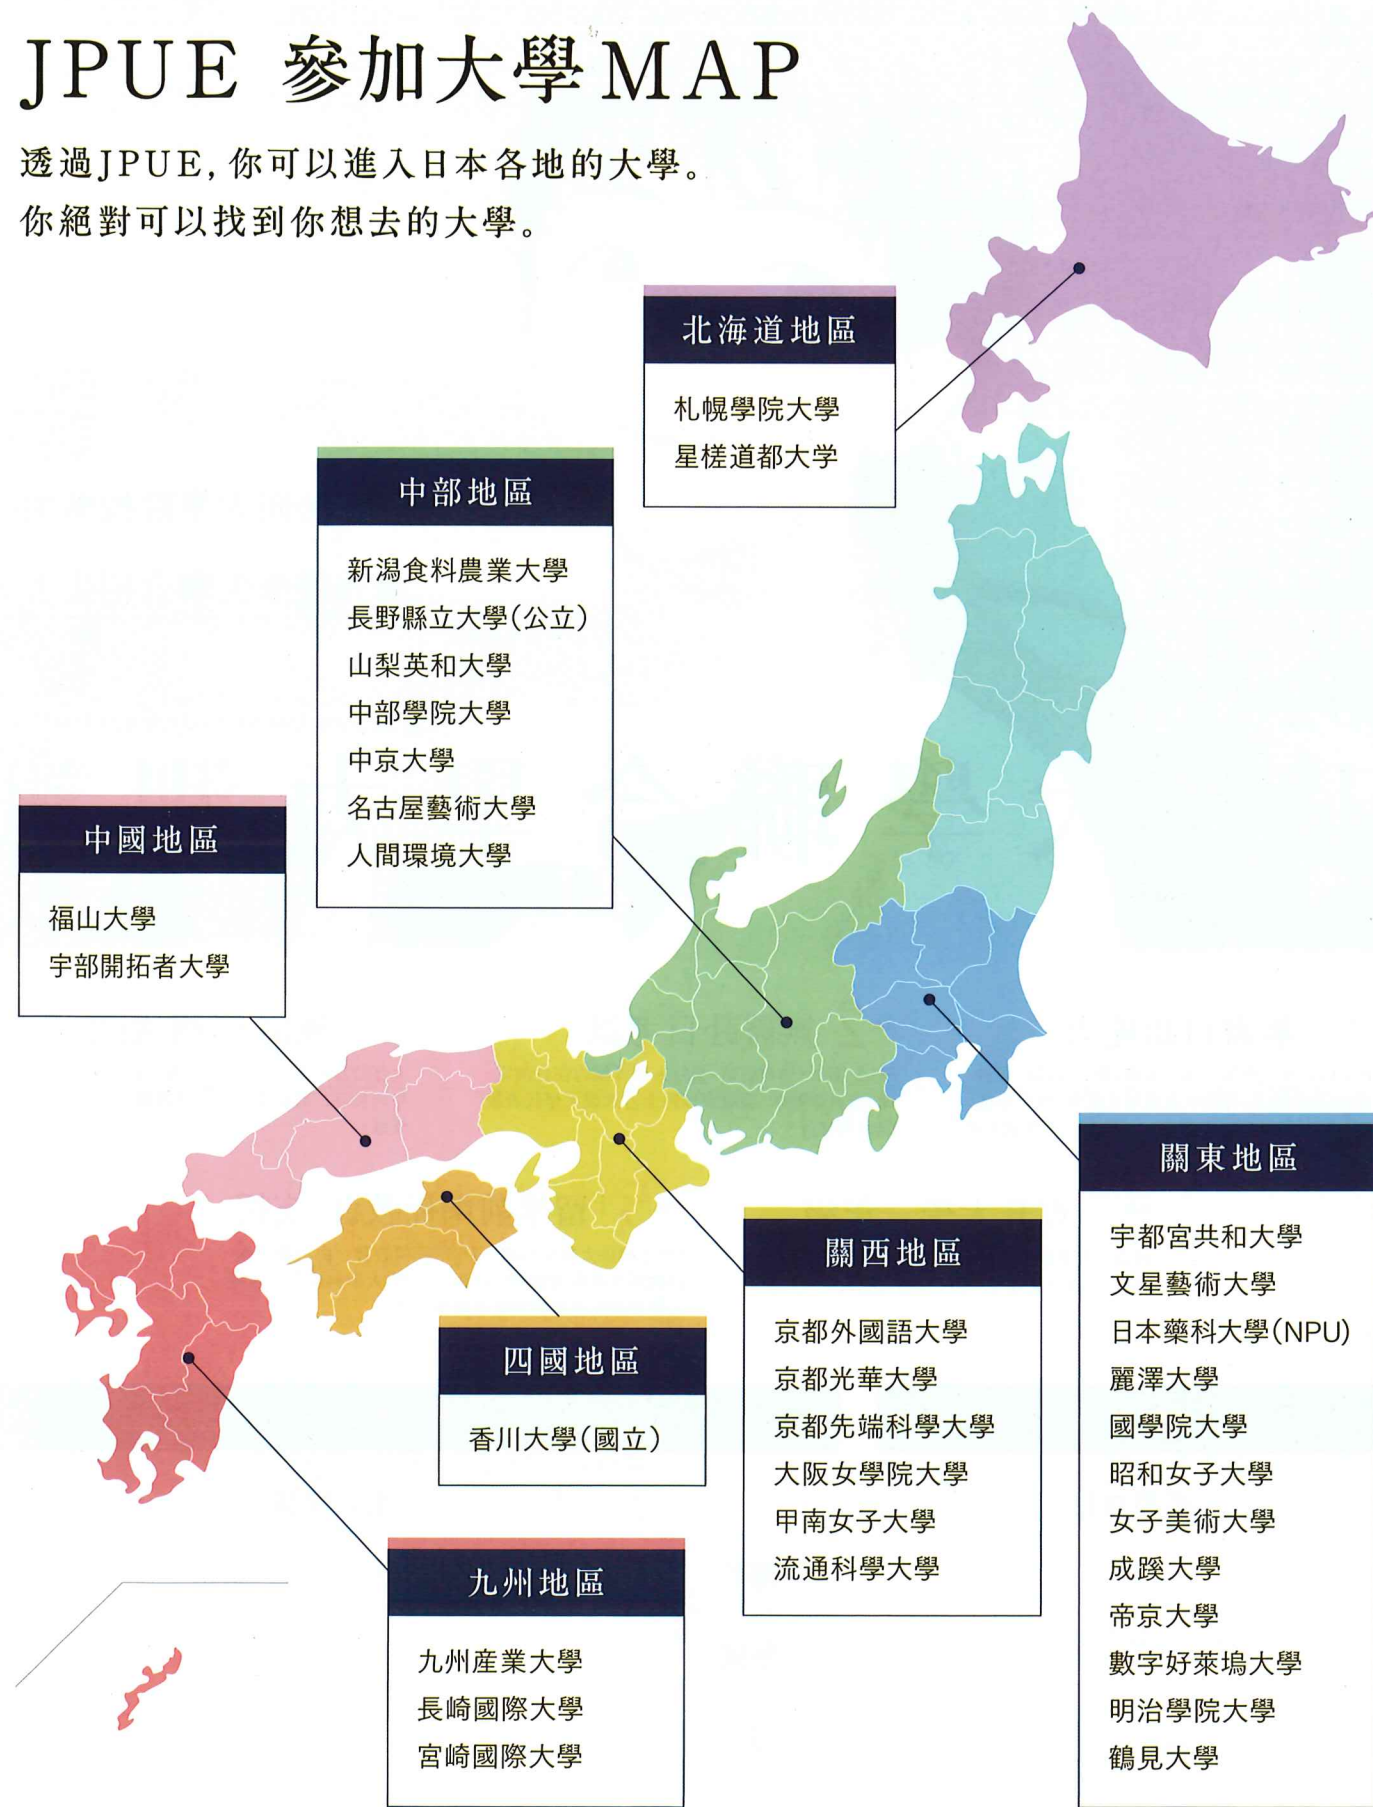 JPUE 參加大學MAP
透過JPUE, 你可以進入日本各地的大學。
你絕對可以找到你想去的大學。
北海道地區
札幌學院大學
星槎道都大学
中部地區
新潟食料農業大學
長野縣立大學(公立)
山梨英和大學
中部學院大學
中京大學
名古屋藝術大學
人間環境大學
中國地區
福山大學
宇部開拓者大學
關東地區
宇都宮共和大學
文星藝術大學
日本藥科大學(NPU)
麗澤大學
國學院大學
昭和女子大學
女子美術大學
成蹊大學
帝京大學
數字好萊塢大學
明治學院大學
鶴見大學
關西地區
京都外國語大學
京都光華大學
京都先端科學大學
大阪女學院大學
甲南女子大學
流通科學大學
四國地區
香川大學(國立)
九州地區
九州産業大學
長崎國際大學
宮崎國際大學